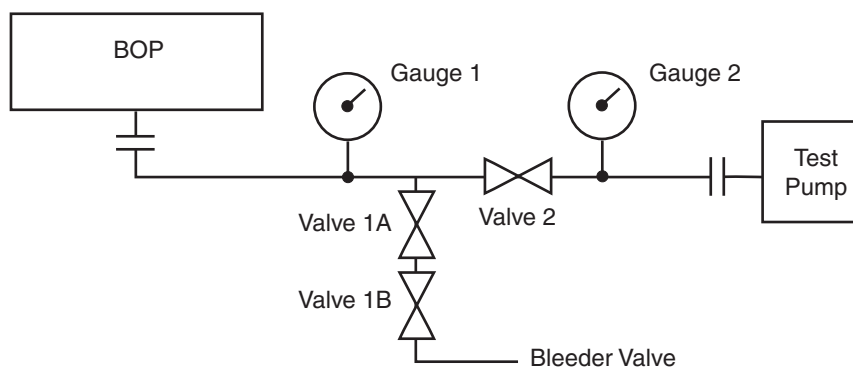 BOP
Gauge 1
Gauge 2
Test
Pump
Valve 1A
Valve 2
Valve 1B
Bleeder Valve